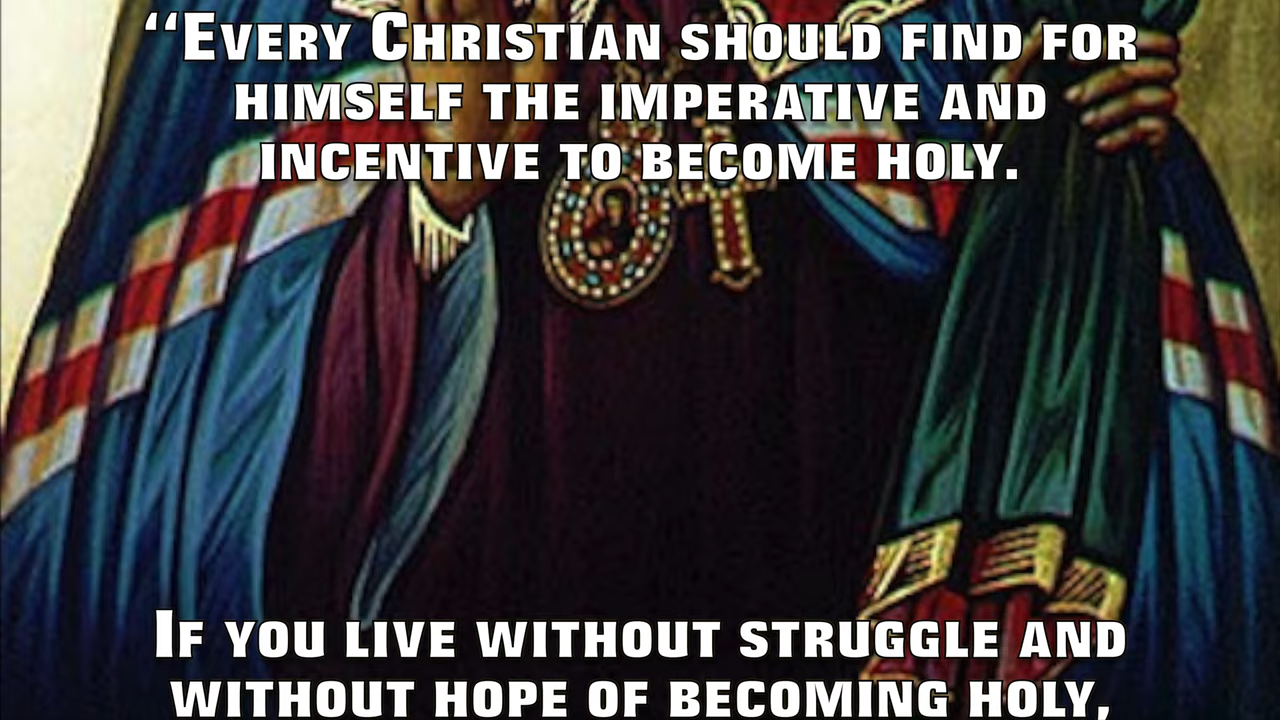 “Every Christian should find for
himself the imperative and
incentive to become holy.
If you live without struggle and
without hope of becoming holy,